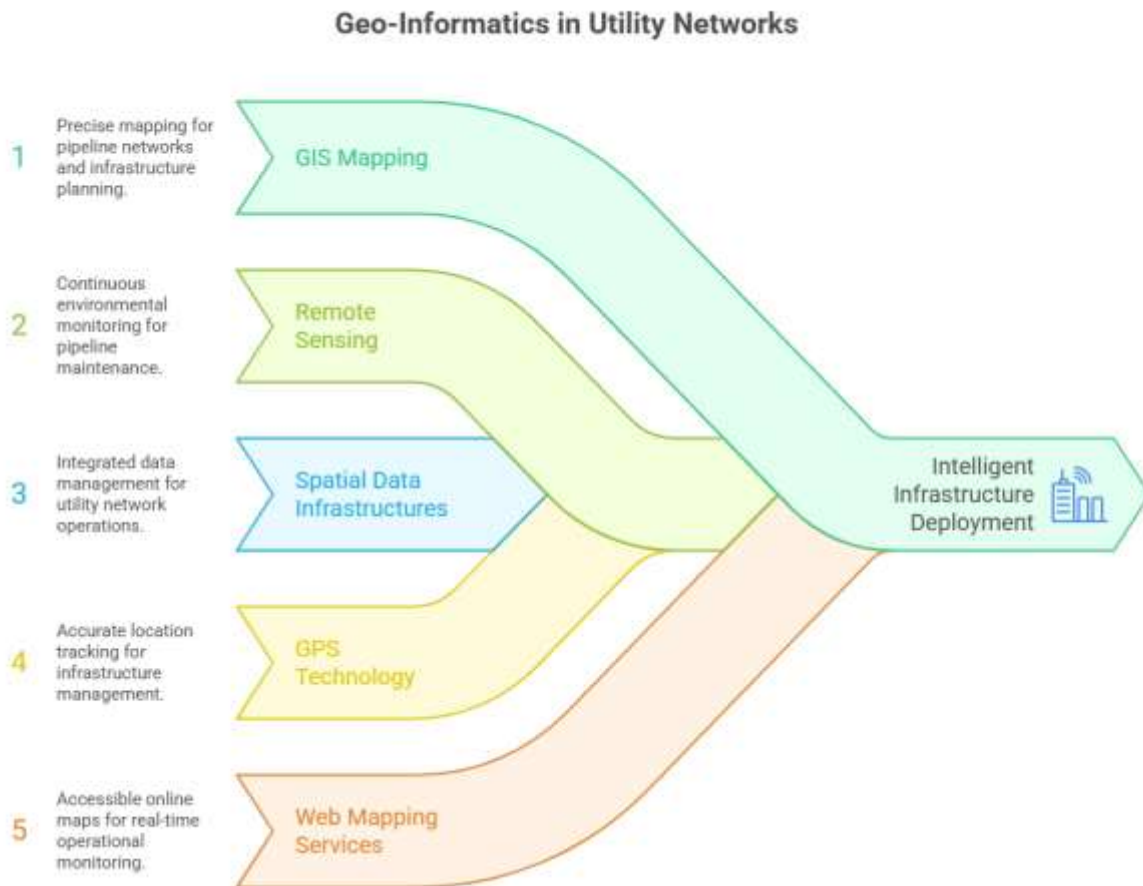 Geo-Informatics in Utility Networks
1
Precise mapping for
pipeline networks
and infrastructure
planning.
GIS Mapping
2
Continuous
environmental
monitoring for
pipeline
maintenance.
Remote
Sensing
3
Integrated data
management for
utility network
operations.
Spatial Data
Infrastructures
Intelligent
Infrastructure
Deployment
4
Accurate location
tracking for
infrastructure
management.
GPS
Technology
5
Accessible online
maps for real-time
operational
monitoring.
Web Mapping
Services